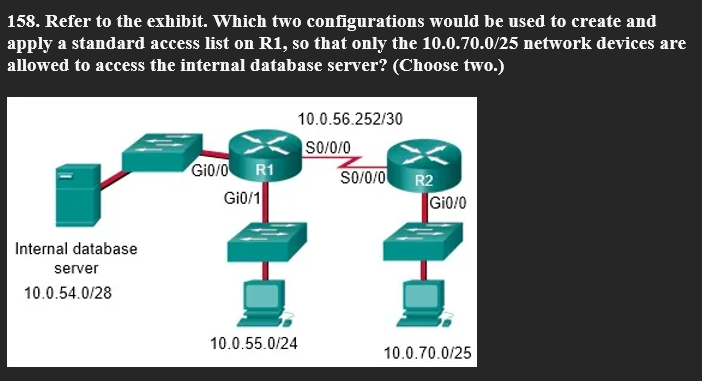 158. Refer to the exhibit. Which two configurations would be used to create and
apply a standard access list on R1, so that only the 10.0.70.0/25 network devices are
allowed to access the internal database server? (Choose two.)
10.0.56.252/30
S0/0/0
Gi0/0
R1
S0/0/0
R2
Gi0/1
Gi0/0
Internal database
server
10.0.54.0/28
10.0.55.0/24
10.0.70.0/25